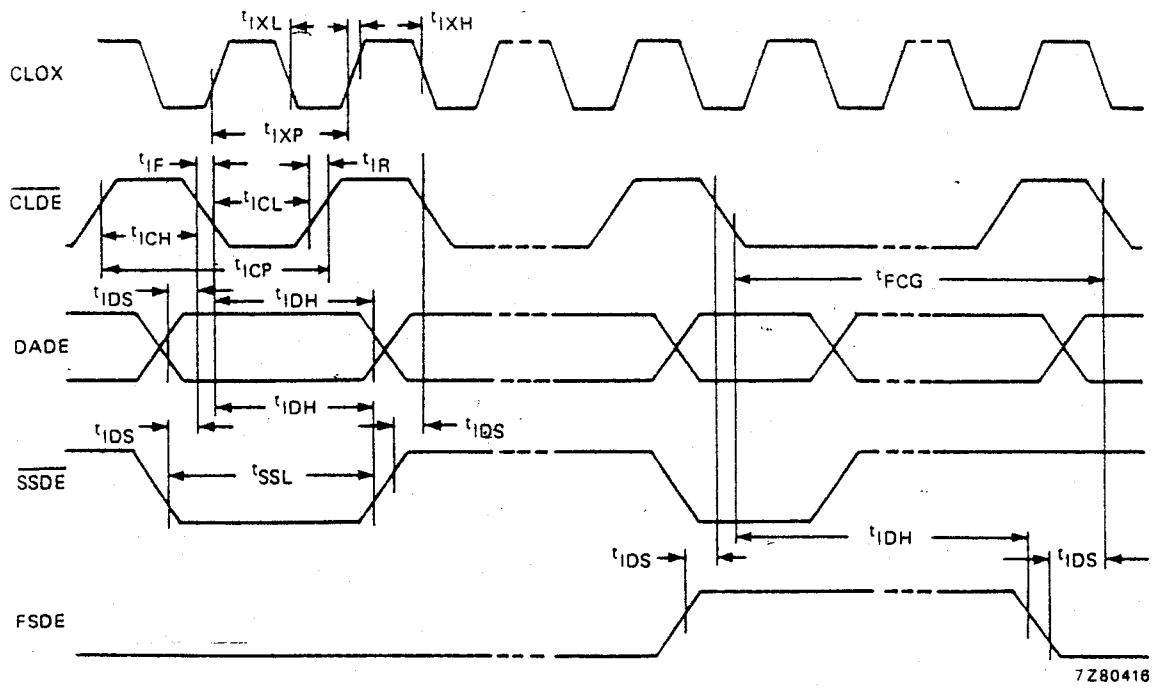 tIXL tIXH
CLOX
tIXP
tIF tIR
CLDE
tICL
tICH
tICP
tFCG
tIDS tIDH
DADE
tIDH
tIDS tIDS
SSDE
tSSL
tIDH
tIDS tIDS
FSDE
7Z80416